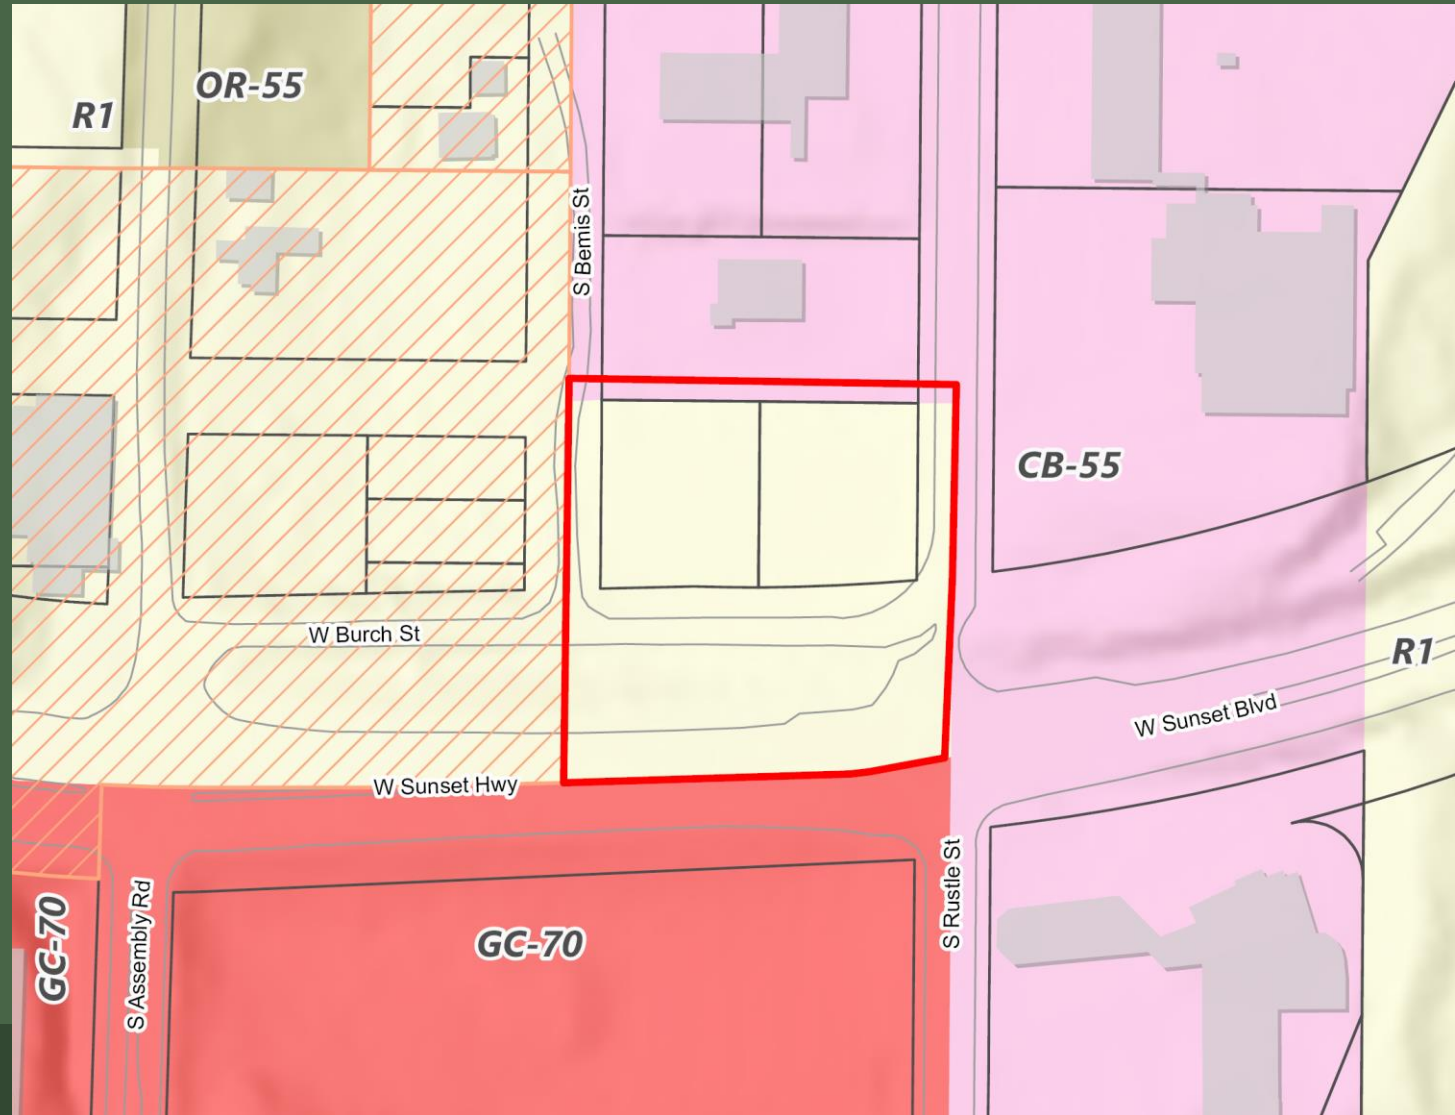 OR-55
R1
S Bemis St
CB-55
W Burch St
R1
W Sunset Blvd
W Sunset Hwy
S Rustle St
GC-70
S Assembly Rd
GC-70